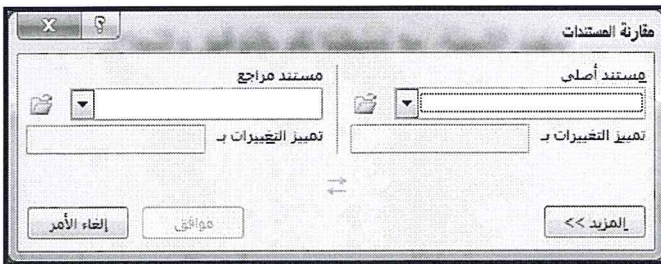 مقارنة المستندات
مستند أصلي
مستند مراجع
تمييز التغييرات بـ
تمييز التغييرات بـ
المزيد >>
موافق
إلغاء الأمر